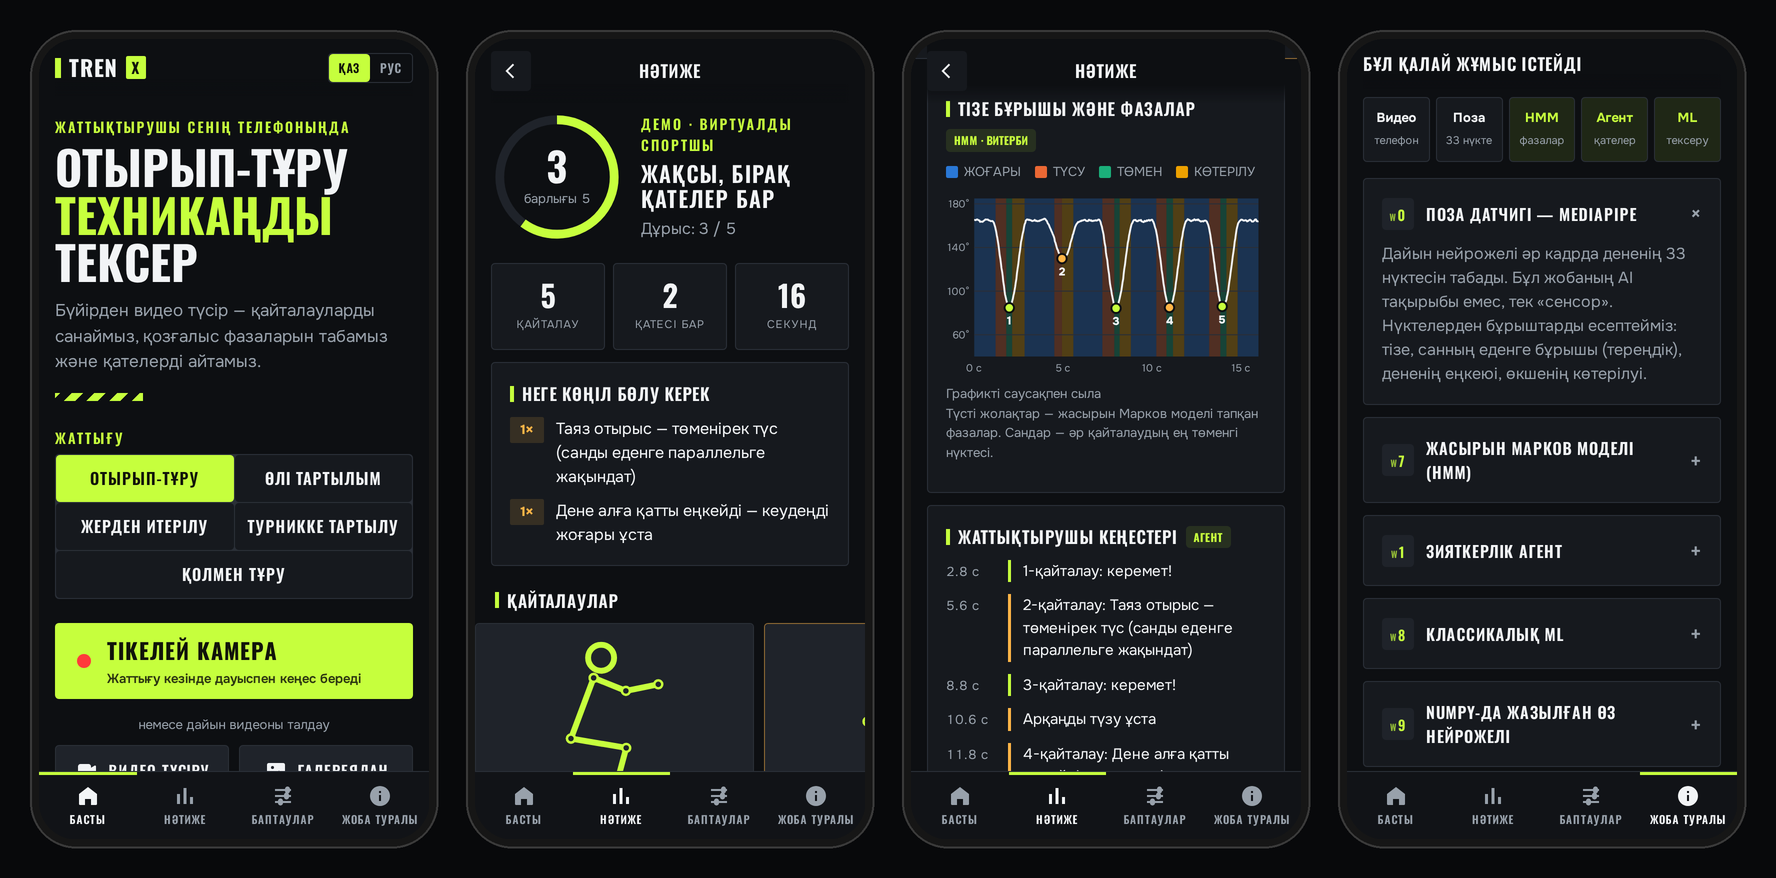 TREN X
ҚАЗ РУС
ЖАТТЫҚТЫРУШЫ СЕНІҢ ТЕЛЕФОНЫҢДА
ОТЫРЫП-ТҰРУ
ТЕХНИКАҢДЫ
ТЕКСЕР
Бүйірден видео түсір — қайталауларды
санаймыз, қозғалыс фазаларын табамыз
және қателерді айтамыз.
ЖАТТЫҒУ
ОТЫРЫП-ТҰРУ
ӨЛІ ТАРТЫЛЫМ
ЖЕРДЕН ИТЕРІЛУ
ТУРНИККЕ ТАРТЫЛУ
ҚОЛМЕН ТҰРУ
ТІКЕЛЕЙ КАМЕРА
Жаттығу кезінде дауыспен кеңес береді
немесе дайын видеоны талдау
ВИДЕО ТҮСІРУ
ГАЛЕРЕЯДАН
БАСТЫ
НӘТИЖЕ
БАПТАУЛАР
ЖОБА ТУРАЛЫ
НӘТИЖЕ
3
барлығы 5
ДЕМО · ВИРТУАЛДЫ
СПОРТШЫ
ЖАҚСЫ, БІРАҚ
ҚАТЕЛЕР БАР
Дұрыс: 3 / 5
5
ҚАЙТАЛАУ
2
ҚАТЕСІ БАР
16
СЕКУНД
НЕГЕ КӨҢІЛ БӨЛУ КЕРЕК
1× Таяз отырыс — төменірек түс
(санды еденге параллельге
жақындат)
1× Дене алға қатты еңкейді — кеудеңді
жоғары ұста
ҚАЙТАЛАУЛАР
БАСТЫ
НӘТИЖЕ
БАПТАУЛАР
ЖОБА ТУРАЛЫ
НӘТИЖЕ
ТІЗЕ БҰРЫШЫ ЖӘНЕ ФАЗАЛАР
HMM · ВИТЕРБИ
ЖОҒАРЫ ТҮСУ ТӨМЕН КӨТЕРІЛУ
180°
140°
100°
60°
1
2
3
4
5
0 с 5 с 10 с 15 с
Графикті саусақпен сыла
Түсті жолақтар — жасырын Марков моделі тапқан
фазалар. Сандар — әр қайталаудың ең төменгі
нүктесі.
ЖАТТЫҚТЫРУШЫ КЕҢЕСТЕРІ АГЕНТ
2.8 с 1-қайталау: керемет!
5.6 с 2-қайталау: Таяз отырыс —
төменірек түс (санды еденге
параллельге жақындат)
8.8 с 3-қайталау: керемет!
10.6 с Арқаңды түзу ұста
11.8 с 4-қайталау: Дене алға қатты
БАСТЫ
НӘТИЖЕ
БАПТАУЛАР
ЖОБА ТУРАЛЫ
БҰЛ ҚАЛАЙ ЖҰМЫС ІСТЕЙДІ
Видео
телефон
Поза
33 нүкте
HMM
фазалар
Агент
қателер
ML
тексеру
W0 ПОЗА ДАТЧИГІ — MEDIAPIPE ×
Дайын нейрожелі әр кадрда дененің 33
нүктесін табады. Бұл жобаның AI
тақырыбы емес, тек «сенсор».
Нүктелерден бұрыштарды есептейміз:
тізе, санның еденге бұрышы (тереңдік),
дененің еңкеюі, өкшенің көтерілуі.
W7 ЖАСЫРЫН МАРКОВ МОДЕЛІ
(HMM) +
W1 ЗИЯТКЕРЛІК АГЕНТ +
W8 КЛАССИКАЛЫҚ ML +
W9 NUMPY-ДА ЖАЗЫЛҒАН ӨЗ
НЕЙРОЖЕЛІ +
БАСТЫ
НӘТИЖЕ
БАПТАУЛАР
ЖОБА ТУРАЛЫ